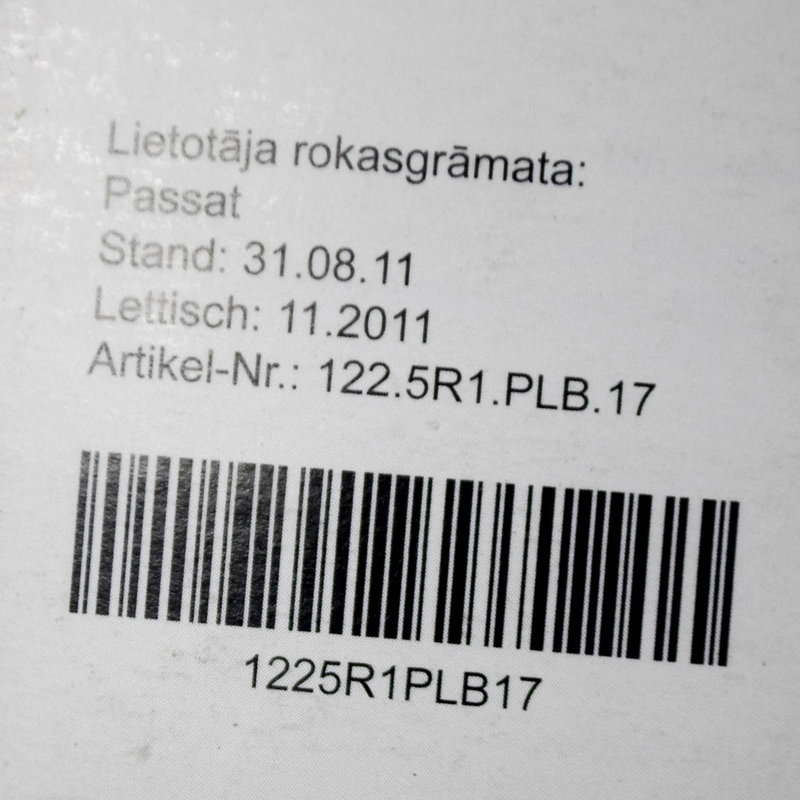 Lietotāja rokasgrāmata:
Passat
Stand: 31.08.11
Lettisch: 11.2011
Artikel-Nr.: 122.5R1.PLB.17
1225R1PLB17